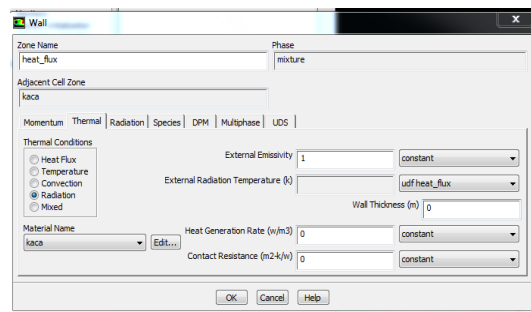 Wall
X
Zone Name
Phase
heat_flux
mixture
Adjacent Cell Zone
kaca
Momentum Thermal Radiation Species DPM Multiphase UDS
Thermal Conditions
Heat Flux
Temperature
Convection
Radiation
Mixed
External Emissivity 1 constant
External Radiation Temperature (k) udf heat_flux
Wall Thickness (m) 0
Material Name
kaca Edit...
Heat Generation Rate (w/m3) 0 constant
Contact Resistance (m2-k/w) 0 constant
OK Cancel Help